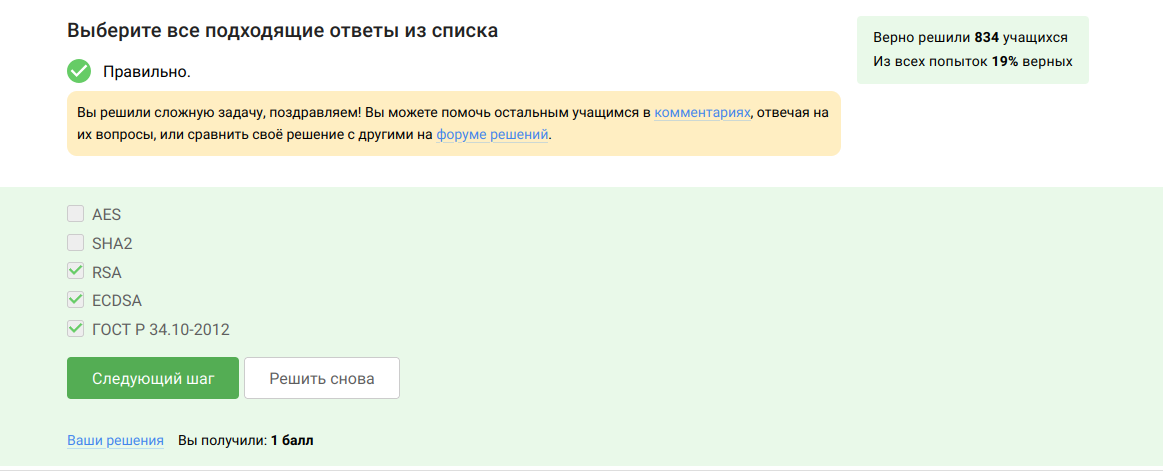 Выберите все подходящие ответы из списка
Верно решили 834 учащихся
Из всех попыток 19% верных
Правильно.
Вы решили сложную задачу, поздравляем! Вы можете помочь остальным учащимся в комментариях, отвечая на
их вопросы, или сравнить своё решение с другими на форуме решений.
AES
SHA2
RSA
ECDSA
ГОСТ Р 34.10-2012
Следующий шаг
Решить снова
Ваши решения Вы получили: 1 балл